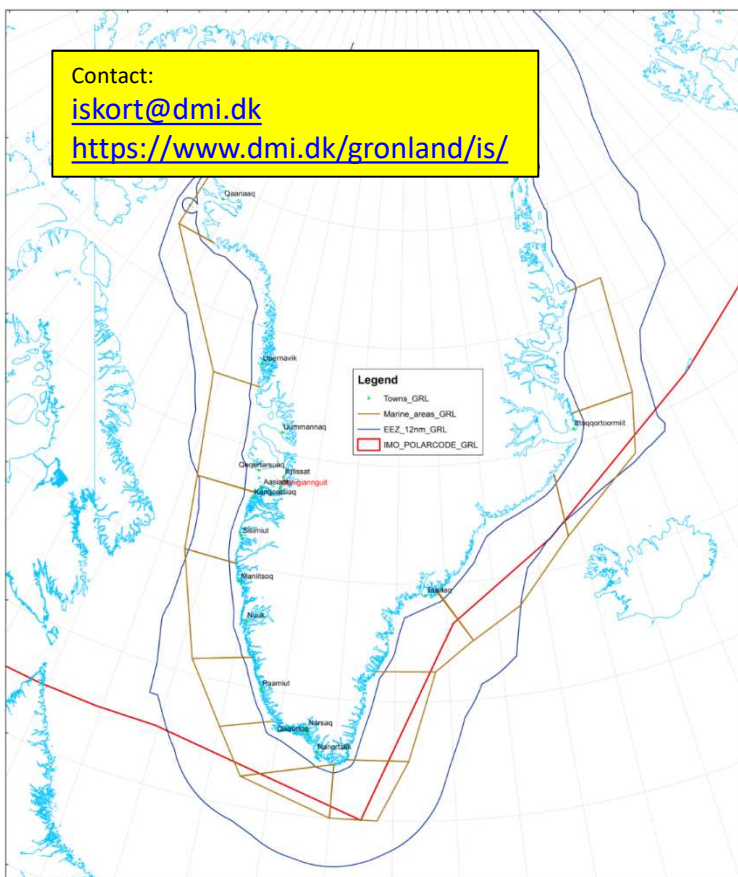 Contact:
iskort@dmi.dk
https://www.dmi.dk/gronland/is/
Qaanaaq
Upernavik
Legend
Towns_GRL
Marine_areas_GRL
EEZ_12nm_GRL
IMO_POLARCODE_GRL
Ittoqqortoormiit
Uummannaq
Qeqertarsuaq
Ilulissat
Aasiaat
Kangaatsiaq
Sisimiut
Maniitsoq
Tasiilaq
Nuuk
Paamiut
Narsaq
Qaqortoq
Nanortalik